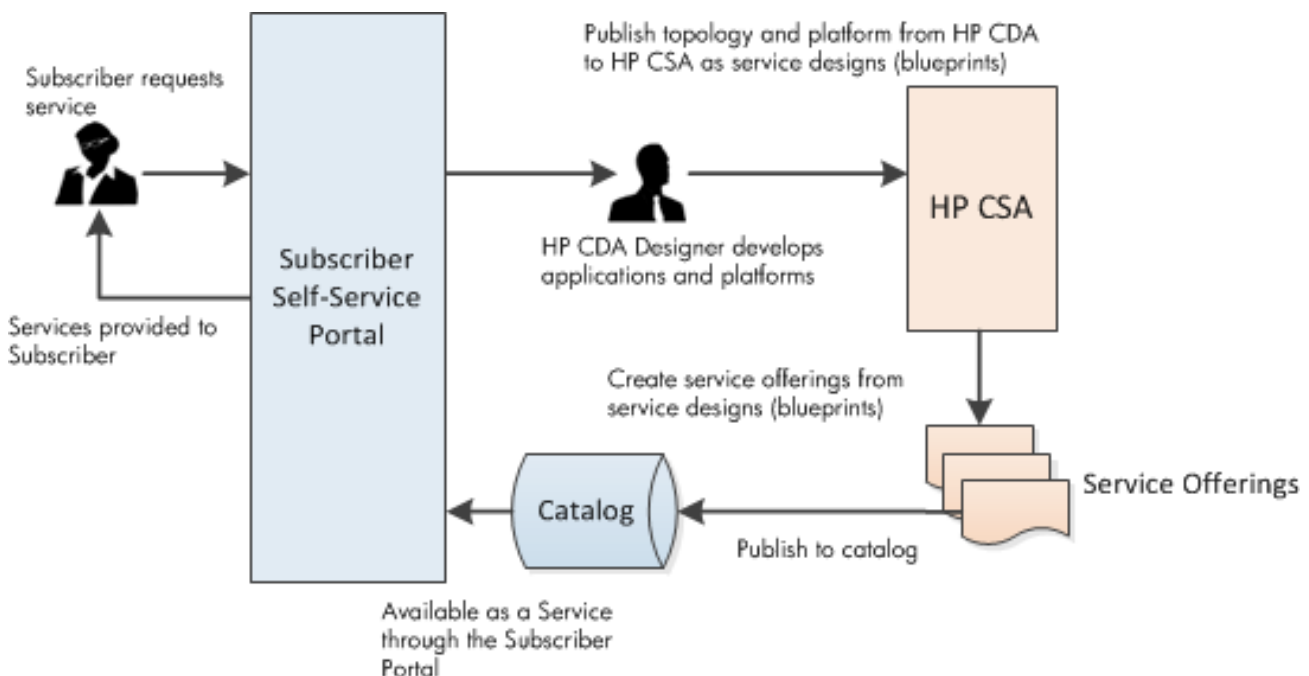 Publish topology and platform from HP CDA
to HP CSA as service designs (blueprints)
Subscriber requests
service
HP CSA
HP CDA Designer develops
applications and platforms
Subscriber
Self-Service
Portal
Services provided to
Subscriber
Create service offerings from
service designs (blueprints)
Service Offerings
Catalog
Publish to catalog
Available as a Service
through the Subscriber
Portal